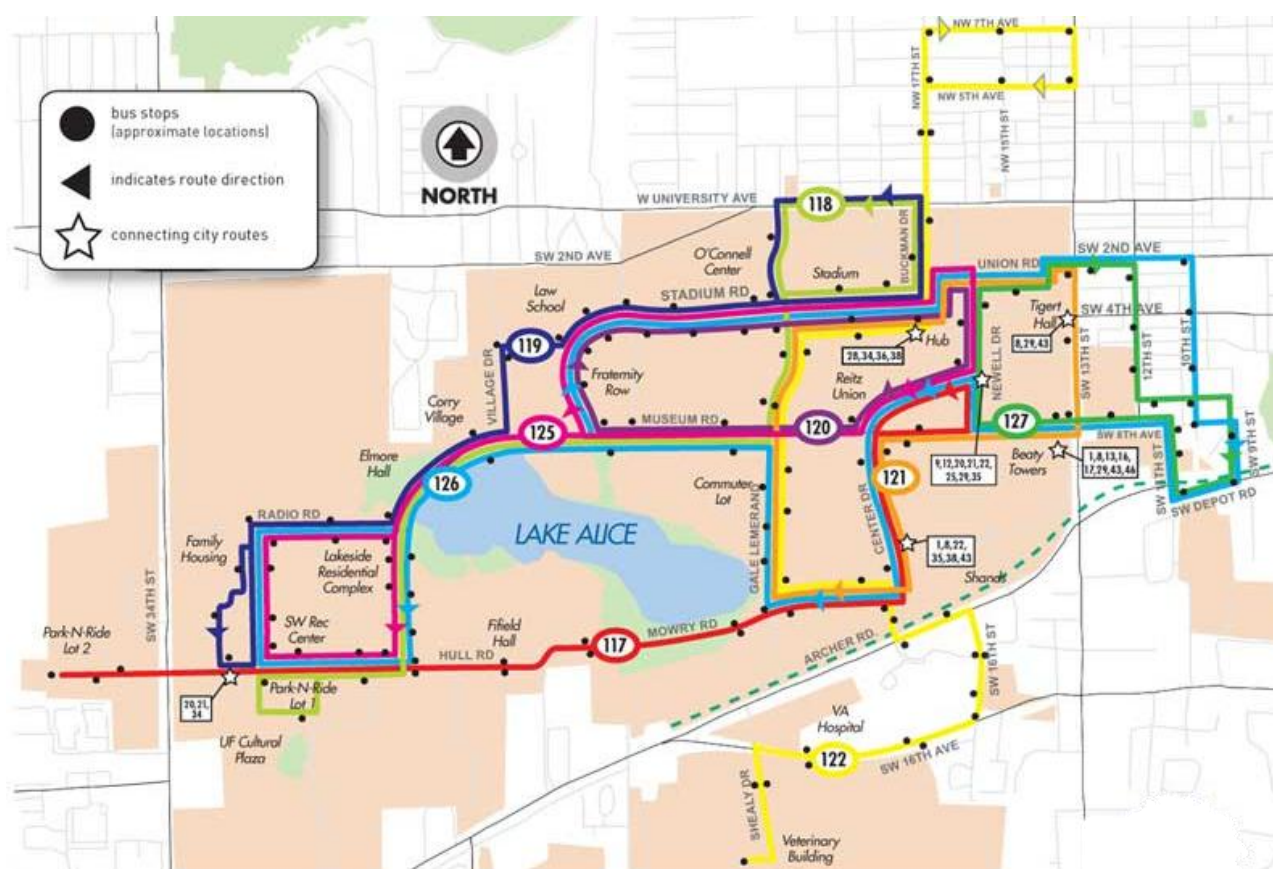 NW 7TH AVE
NW 17TH ST
NW 5TH AVE
NW 15TH ST
bus stops
(approximate locations)
indicates route direction
connecting city routes
NORTH
W UNIVERSITY AVE
118
BUCKMAN DR
O'Connell
Center
Stadium
SW 2ND AVE
UNION RD
SW 2ND AVE
Law
School
STADIUM RD
Tigert
Hall
SW 4TH AVE
8,29,43
Hub
28,34,36,38
119
VILLAGE DR
Fraternity
Row
Reitz
Union
NEWELL DR
SW 13TH ST
12TH ST
10TH ST
Corry
Village
MUSEUM RD
125
120
127
SW 8TH AVE
SW 9TH ST
Elmore
Hall
126
Commuter
Lot
121
9,12,20,21,22,
25,29,35
Beaty
Towers
1,8,13,16,
17,29,43,46
SW 11TH ST
SW DEPOT RD
RADIO RD
Family
Housing
Lakeside
Residential
Complex
LAKE ALICE
GALE LEMERAND
CENTER DR
1,8,22,
35,38,43
Shands
SW 34TH ST
SW Rec
Center
Park-N-Ride
Lot 2
Fifield
Hall
HULL RD
117
MOWRY RD
ARCHER RD
SW 16TH ST
20,21,
34
Park-N-Ride
Lot 1
UF Cultural
Plaza
VA
Hospital
122
SW 16TH AVE
SHEALY DR
Veterinary
Building